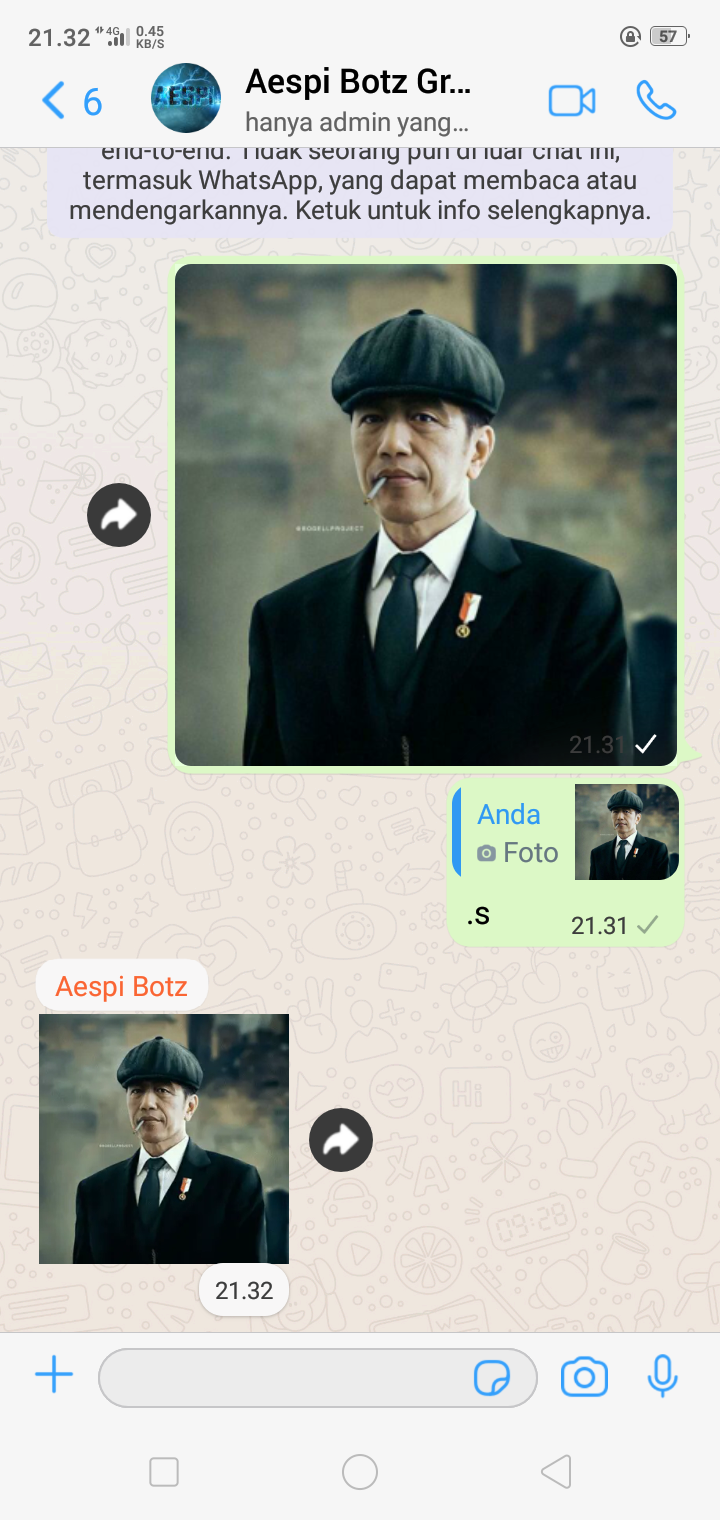 21.32
4G
0.45
KB/S
57
6
AESPI
Aespi Botz Gr...
hanya admin yang...
end-to-end. Tidak seorang pun di luar chat ini,
termasuk WhatsApp, yang dapat membaca atau
mendengarkannya. Ketuk untuk info selengkapnya.
21.31
Anda
Foto
.s
21.31
Aespi Botz
21.32